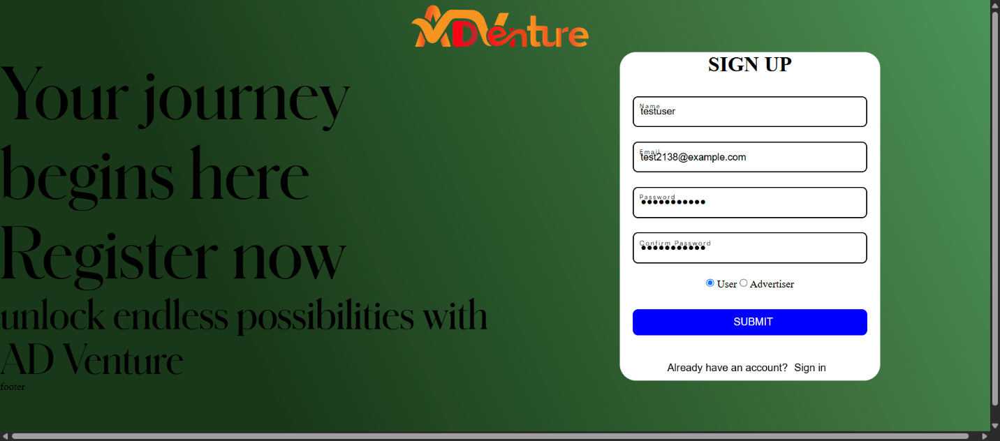 ADVenture
Your journey
begins here
Register now
unlock endless possibilities with
AD Venture
footer
SIGN UP
Name
testuser
Email
test2138@example.com
Password
•••••••••••
Confirm Password
•••••••••••
User Advertiser
SUBMIT
Already have an account? Sign in